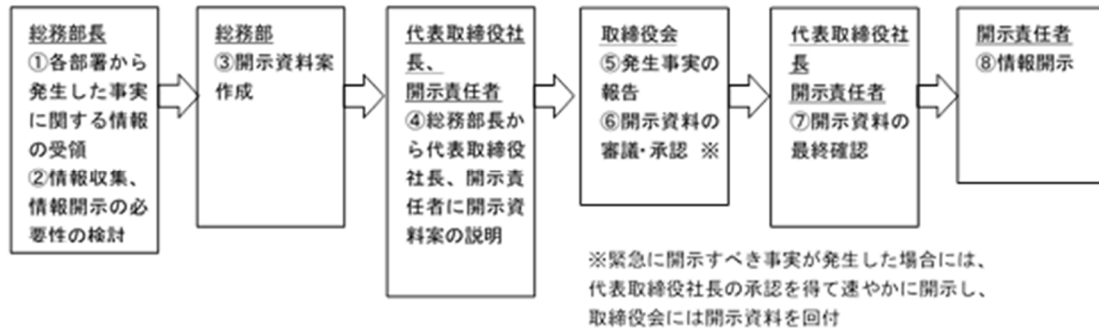 総務部長
①各部署から
発生した事実
に関する情報
の受領
②情報収集、
情報開示の必
要性の検討
総務部
③開示資料案
作成
代表取締役社
長、
開示責任者
④総務部長か
ら代表取締役
社長、開示責
任者に開示資
料案の説明
取締役会
⑤発生事実の
報告
⑥開示資料の
審議・承認 ※
代表取締役社
長
開示責任者
⑦開示資料の
最終確認
開示責任者
⑧情報開示
※緊急に開示すべき事実が発生した場合には、
代表取締役社長の承認を得て速やかに開示し、
取締役会には開示資料を回付